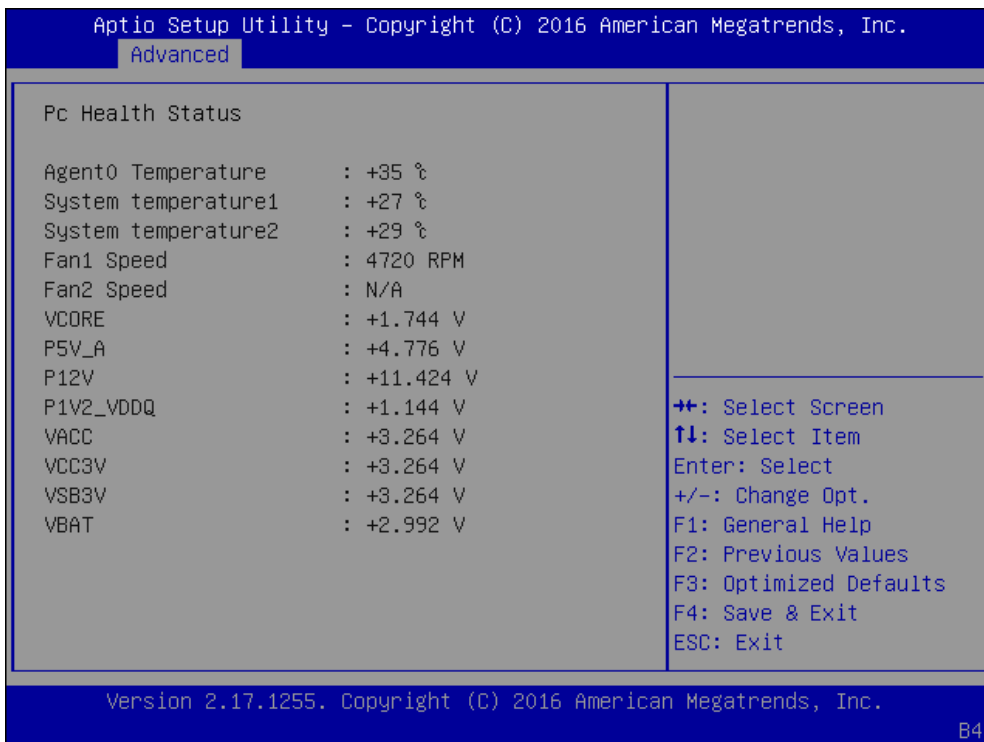 Aptio Setup Utility – Copyright (C) 2016 American Megatrends, Inc.
Advanced
Pc Health Status
Agent0 Temperature : +35 ℃
System temperature1 : +27 ℃
System temperature2 : +29 ℃
Fan1 Speed : 4720 RPM
Fan2 Speed : N/A
VCORE : +1.744 V
P5V_A : +4.776 V
P12V : +11.424 V
P1V2_VDDQ : +1.144 V
VACC : +3.264 V
VCC3V : +3.264 V
VSB3V : +3.264 V
VBAT : +2.992 V
→←: Select Screen
↑↓: Select Item
Enter: Select
+/-: Change Opt.
F1: General Help
F2: Previous Values
F3: Optimized Defaults
F4: Save & Exit
ESC: Exit
Version 2.17.1255. Copyright (C) 2016 American Megatrends, Inc.
B4